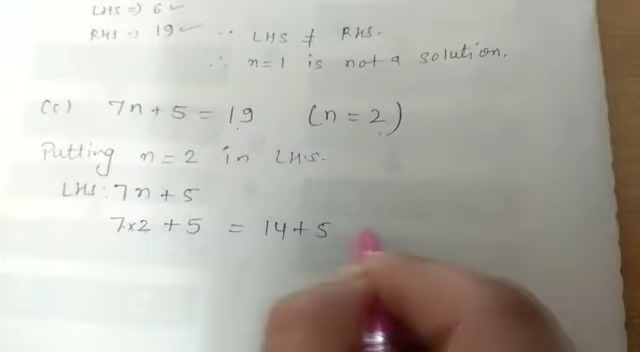 LHS => 6 ✓
RHS => 19 ✓ ∵ LHS ≠ RHS.
∴ n=1 is not a solution.
(c) 7n + 5 = 19 (n = 2)
Putting n = 2 in LHS.
LHS: 7n + 5
7×2 + 5 = 14 + 5